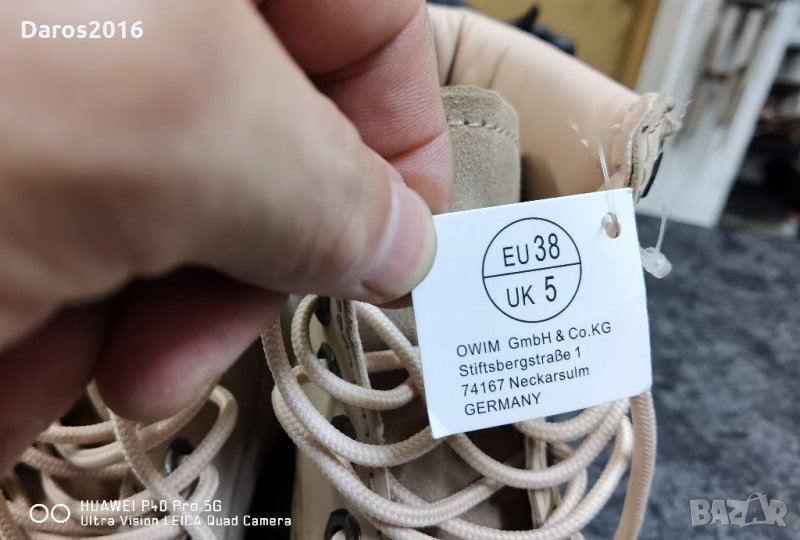 Daros2016
EU 38
UK 5
OWIM GmbH & Co.KG
Stiftsbergstraße 1
74167 Neckarsulm
GERMANY
HUAWEI P40 Pro 5G
Ultra Vision LEICA Quad Camera
BAZAR